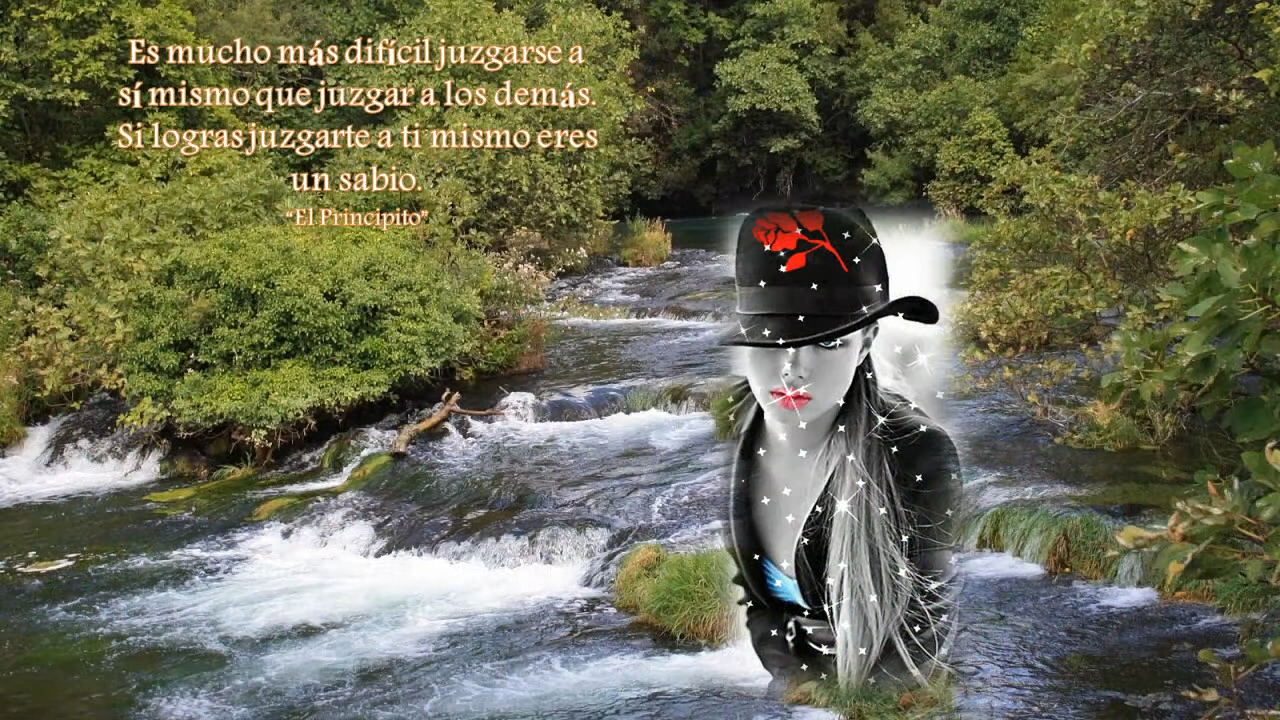 Es mucho más difícil juzgarse a
sí mismo que juzgar a los demás.
Si logras juzgarte a ti mismo eres
un sabio.
“El Principito”